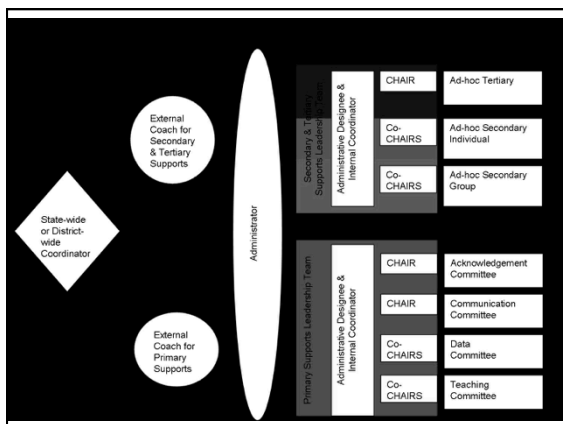 State-wide
or District-
wide
Coordinator
External
Coach for
Secondary
& Tertiary
Supports
External
Coach for
Primary
Supports
Administrator
Secondary & Tertiary
Supports Leadership Team
Administrative Designee &
Internal Coordinator
CHAIR
Ad-hoc Tertiary
Co-
CHAIRS
Ad-hoc Secondary
Individual
Co-
CHAIRS
Ad-hoc Secondary
Group
Primary Supports Leadership Team
Administrative Designee &
Internal Coordinator
CHAIR
Acknowledgement
Committee
CHAIR
Communication
Committee
Co-
CHAIRS
Data
Committee
Co-
CHAIRS
Teaching
Committee